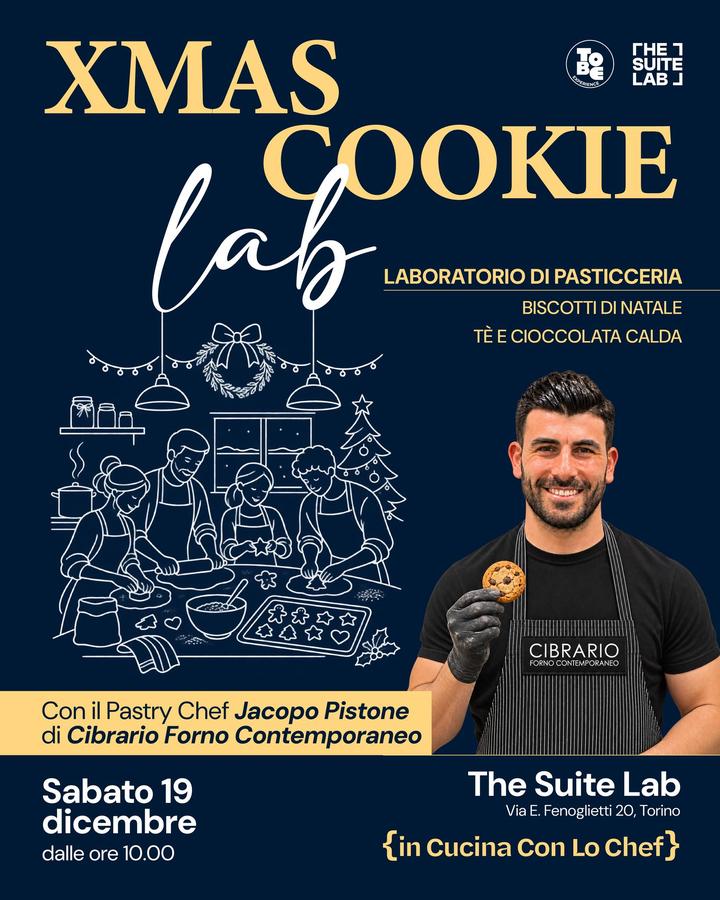 XMAS
COOKIE
lab
TO
BE
EXPERIENCE
THE
SUITE
LAB
LABORATORIO DI PASTICCERIA
BISCOTTI DI NATALE
TÈ E CIOCCOLATA CALDA
CIBRARIO
FORNO CONTEMPORANEO
Con il Pastry Chef Jacopo Pistone
di Cibrario Forno Contemporaneo
Sabato 19
dicembre
dalle ore 10.00
The Suite Lab
Via E. Fenoglietti 20, Torino
{in Cucina Con Lo Chef}